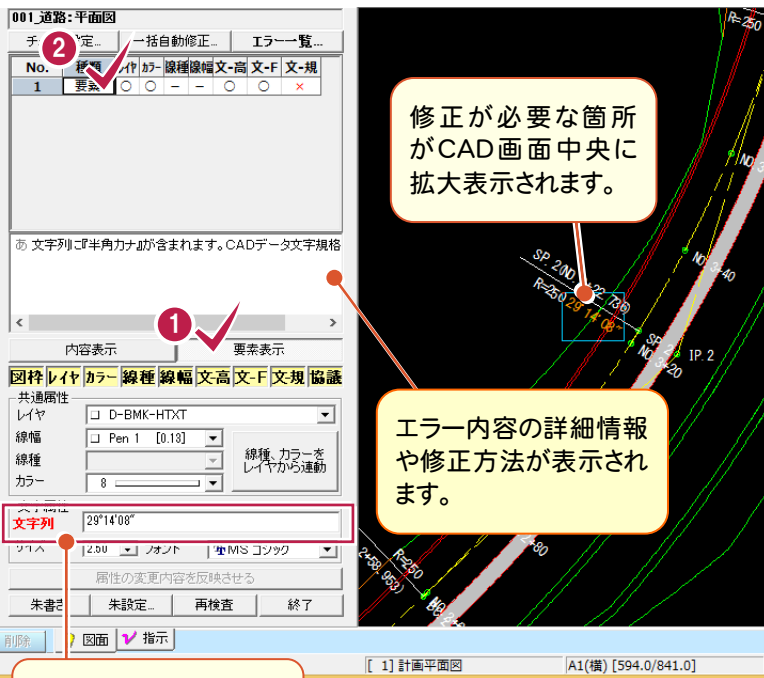 001_道路:平面図
一括自動修正...
エラー一覧...
2
No. 種類 ﾚｲﾔ ｶﾗｰ 線種 線幅 文-高 文-F 文-規
1 要素 ○ ○ − − ○ ○ ×
あ 文字列に『半角カナ』が含まれます。CADデータ文字規格
1
内容表示
要素表示
図枠 レイヤ カラー 線種 線幅 文高 文-F 文-規 協議
共通属性
レイヤ
□ D-BMK-HTXT
線幅
□ Pen 1 [0.13]
線種
カラー
8
線種、カラーを
レイヤから連動
文字列
29°14'08"
2.50
フォント
MS ゴシック
属性の変更内容を反映させる
朱書き
朱設定...
再検査
終了
削除
図面
指示
[ 1] 計画平面図
A1(横) [594.0/841.0]
修正が必要な箇所
がCAD画面中央に
拡大表示されます。
エラー内容の詳細情報
や修正方法が表示され
ます。
R=250
R=250
29°14'08"
NO.3+40
NO.3+20
IP.2
R=250